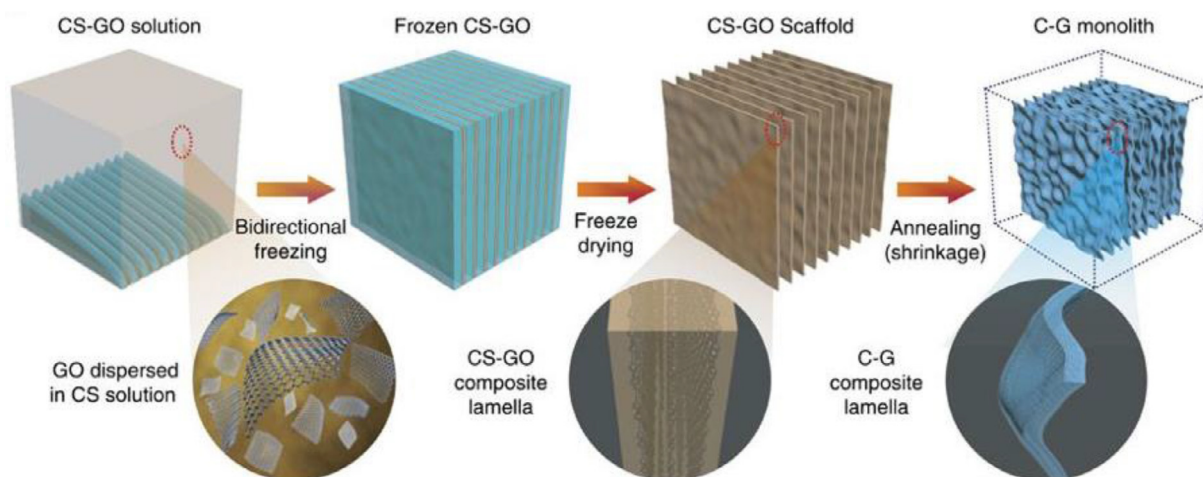 CS-GO solution
Frozen CS-GO
CS-GO Scaffold
C-G monolith
Bidirectional
freezing
Freeze
drying
Annealing
(shrinkage)
GO dispersed
in CS solution
CS-GO
composite
lamella
C-G
composite
lamella